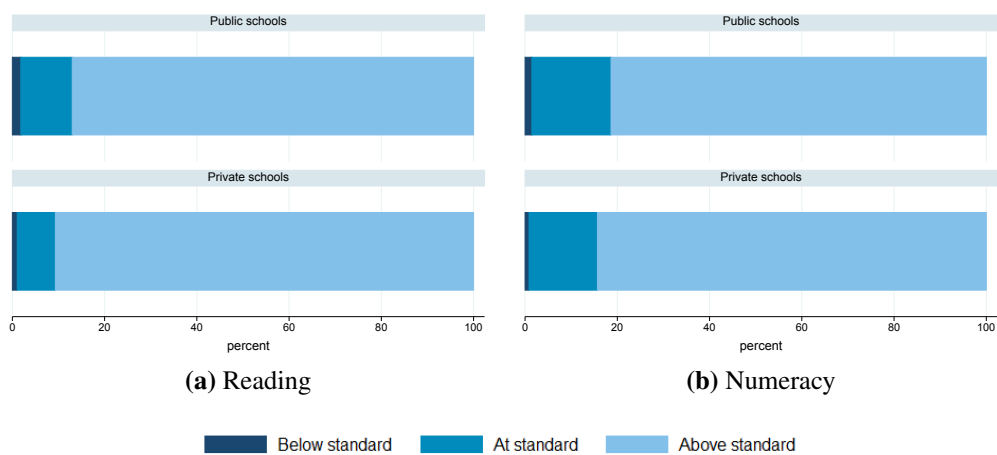 Public schools
Private schools
0 20 40 60 80 100
percent
(a) Reading
Public schools
Private schools
0 20 40 60 80 100
percent
(b) Numeracy
Below standard At standard Above standard